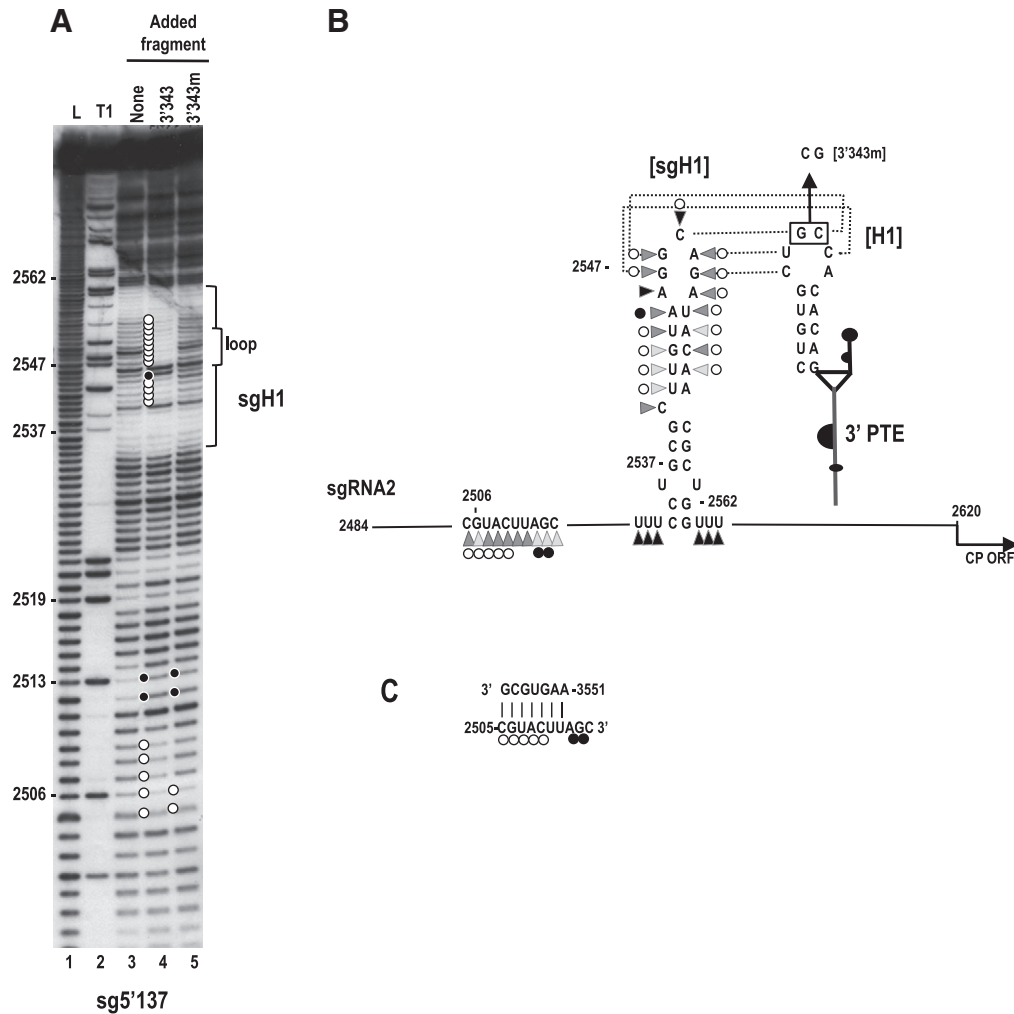 A
B
Added
fragment
L
T1
None
3'343
3'343m
2562
2547
2537
2519
2513
2506
loop
sgH1
1 2 3 4 5
sg5'137
C G [3'343m]
[sgH1]
[H1]
C
G C
G A
U C
2547 -
G G
C A
A A
G C
A U
U A
U A
G C
G C
U A
U A
C G
U A
C
G C
C G
3' PTE
2537 - G C
U U
C G - 2562
sgRNA2
2506
2484
CGUACUUAGC
UUU C G UUU
2620
CP ORF
C
3' GCGUGAA -3551
2505-CGUACUUAGC 3'